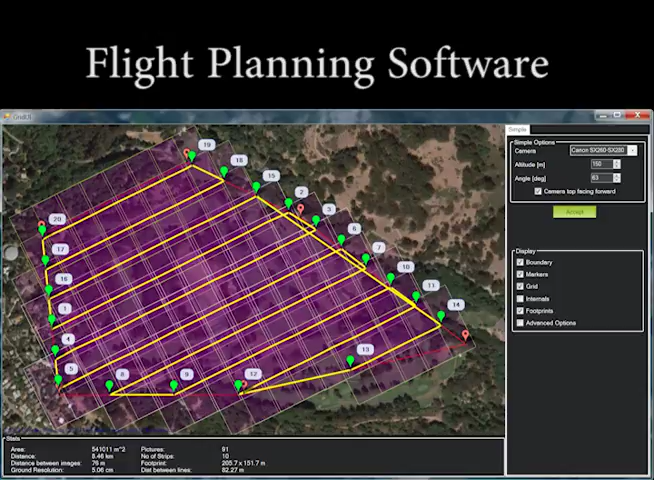 Flight Planning Software
GridUI
Simple
Simple Options
Camera Canon SX260-SX280
Altitude [m] 150
Angle [deg] 63
Camera top facing forward
Accept
Display
Boundary
Markers
Grid
Internals
Footprints
Advanced Options
19
18
15
2
3
20
6
17
7
10
16
11
1
14
4
13
5
8
9
12
Stats
Area: 541011 m^2 Pictures: 91
Distance: 8.46 km No of Strips: 10
Distance between images: 76 m Footprint: 205.7 x 151.7 m
Ground Resolution: 5.06 cm Dist between lines: 82.27 m